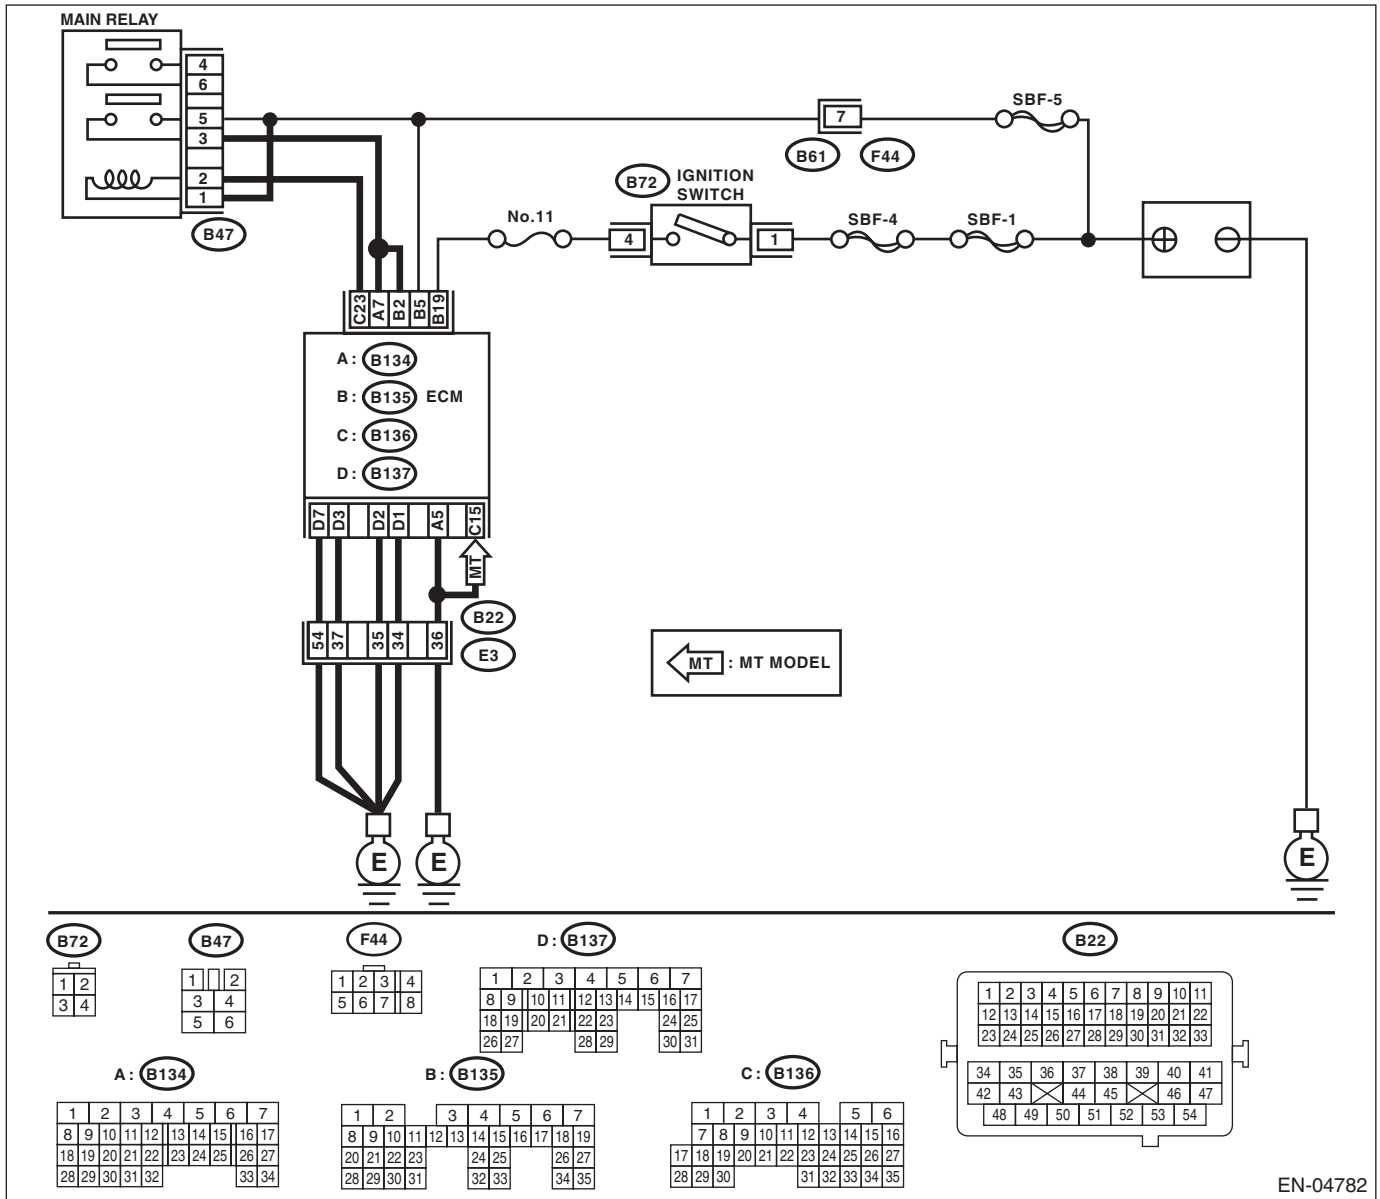 MAIN RELAY
4
6
5
3
2
1
B47
SBF-5
7
B61
F44
B72
IGNITION
SWITCH
No.11
4
1
SBF-4
SBF-1
C23
A7
B2
B5
B19
A: B134
B: B135 ECM
C: B136
D: B137
D7
D3
D2
D1
A5
C15
MT
B22
E3
54
37
35
34
36
MT : MT MODEL
E
E
E
B72
1 2
3 4
B47
1 2
3 4
5 6
F44
1 2 3 4
5 6 7 8
D: B137
1 2 3 4 5 6 7
8 9 10 11 12 13 14 15 16 17
18 19 20 21 22 23 24 25
26 27 28 29 30 31
B22
1 2 3 4 5 6 7 8 9 10 11
12 13 14 15 16 17 18 19 20 21 22
23 24 25 26 27 28 29 30 31 32 33
34 35 36 37 38 39 40 41
42 43 44 45 46 47
48 49 50 51 52 53 54
A: B134
1 2 3 4 5 6 7
8 9 10 11 12 13 14 15 16 17
18 19 20 21 22 23 24 25 26 27
28 29 30 31 32 33 34
B: B135
1 2 3 4 5 6 7
8 9 10 11 12 13 14 15 16 17 18 19
20 21 22 23 24 25 26 27
28 29 30 31 32 33 34 35
C: B136
1 2 3 4 5 6
7 8 9 10 11 12 13 14 15 16
17 18 19 20 21 22 23 24 25 26 27
28 29 30 31 32 33 34 35
EN-04782